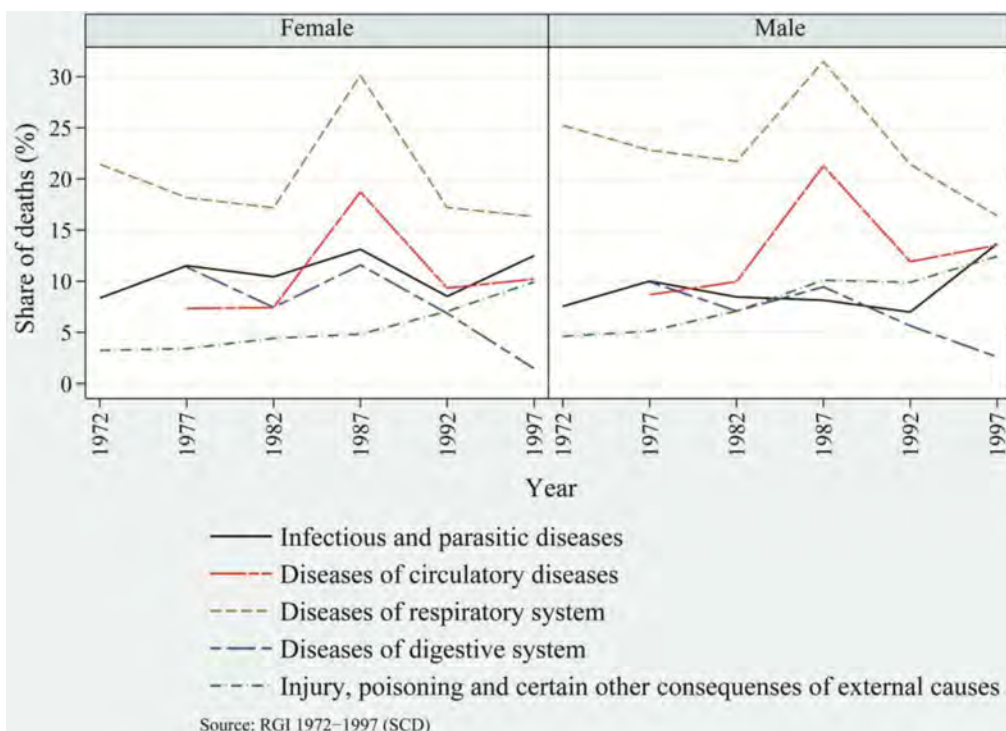 Female Male
30
25
20
15
10
5
0
Share of deaths (%)
1972 1977 1982 1987 1992 1997 1972 1977 1982 1987 1992 1997
Year
Infectious and parasitic diseases
Diseases of circulatory diseases
Diseases of respiratory system
Diseases of digestive system
Injury, poisoning and certain other consequenses of external causes
Source: RGI 1972−1997 (SCD)